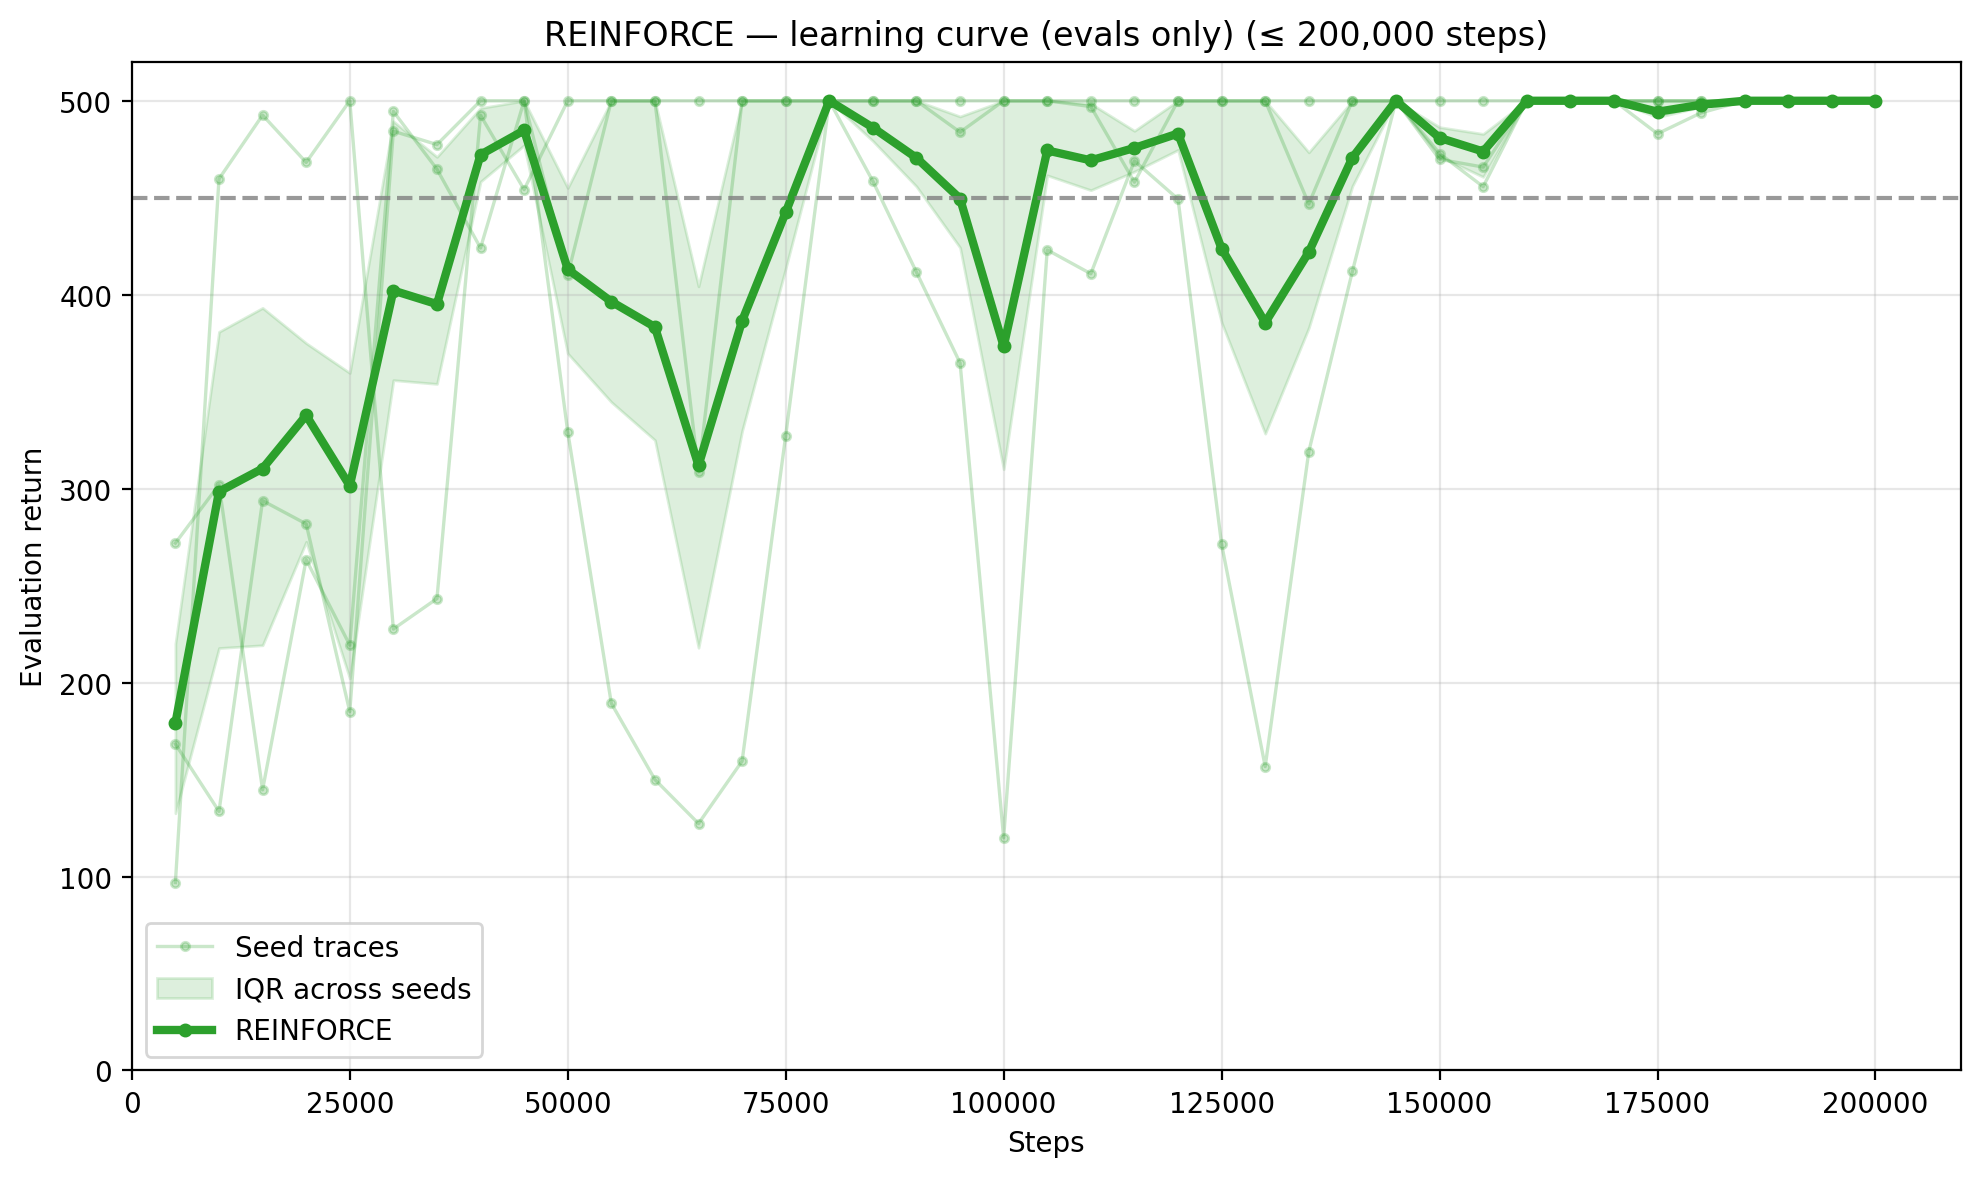 REINFORCE — learning curve (evals only) (≤ 200,000 steps)
Evaluation return
500
400
300
200
100
0
Seed traces
IQR across seeds
REINFORCE
0 25000 50000 75000 100000 125000 150000 175000 200000
Steps